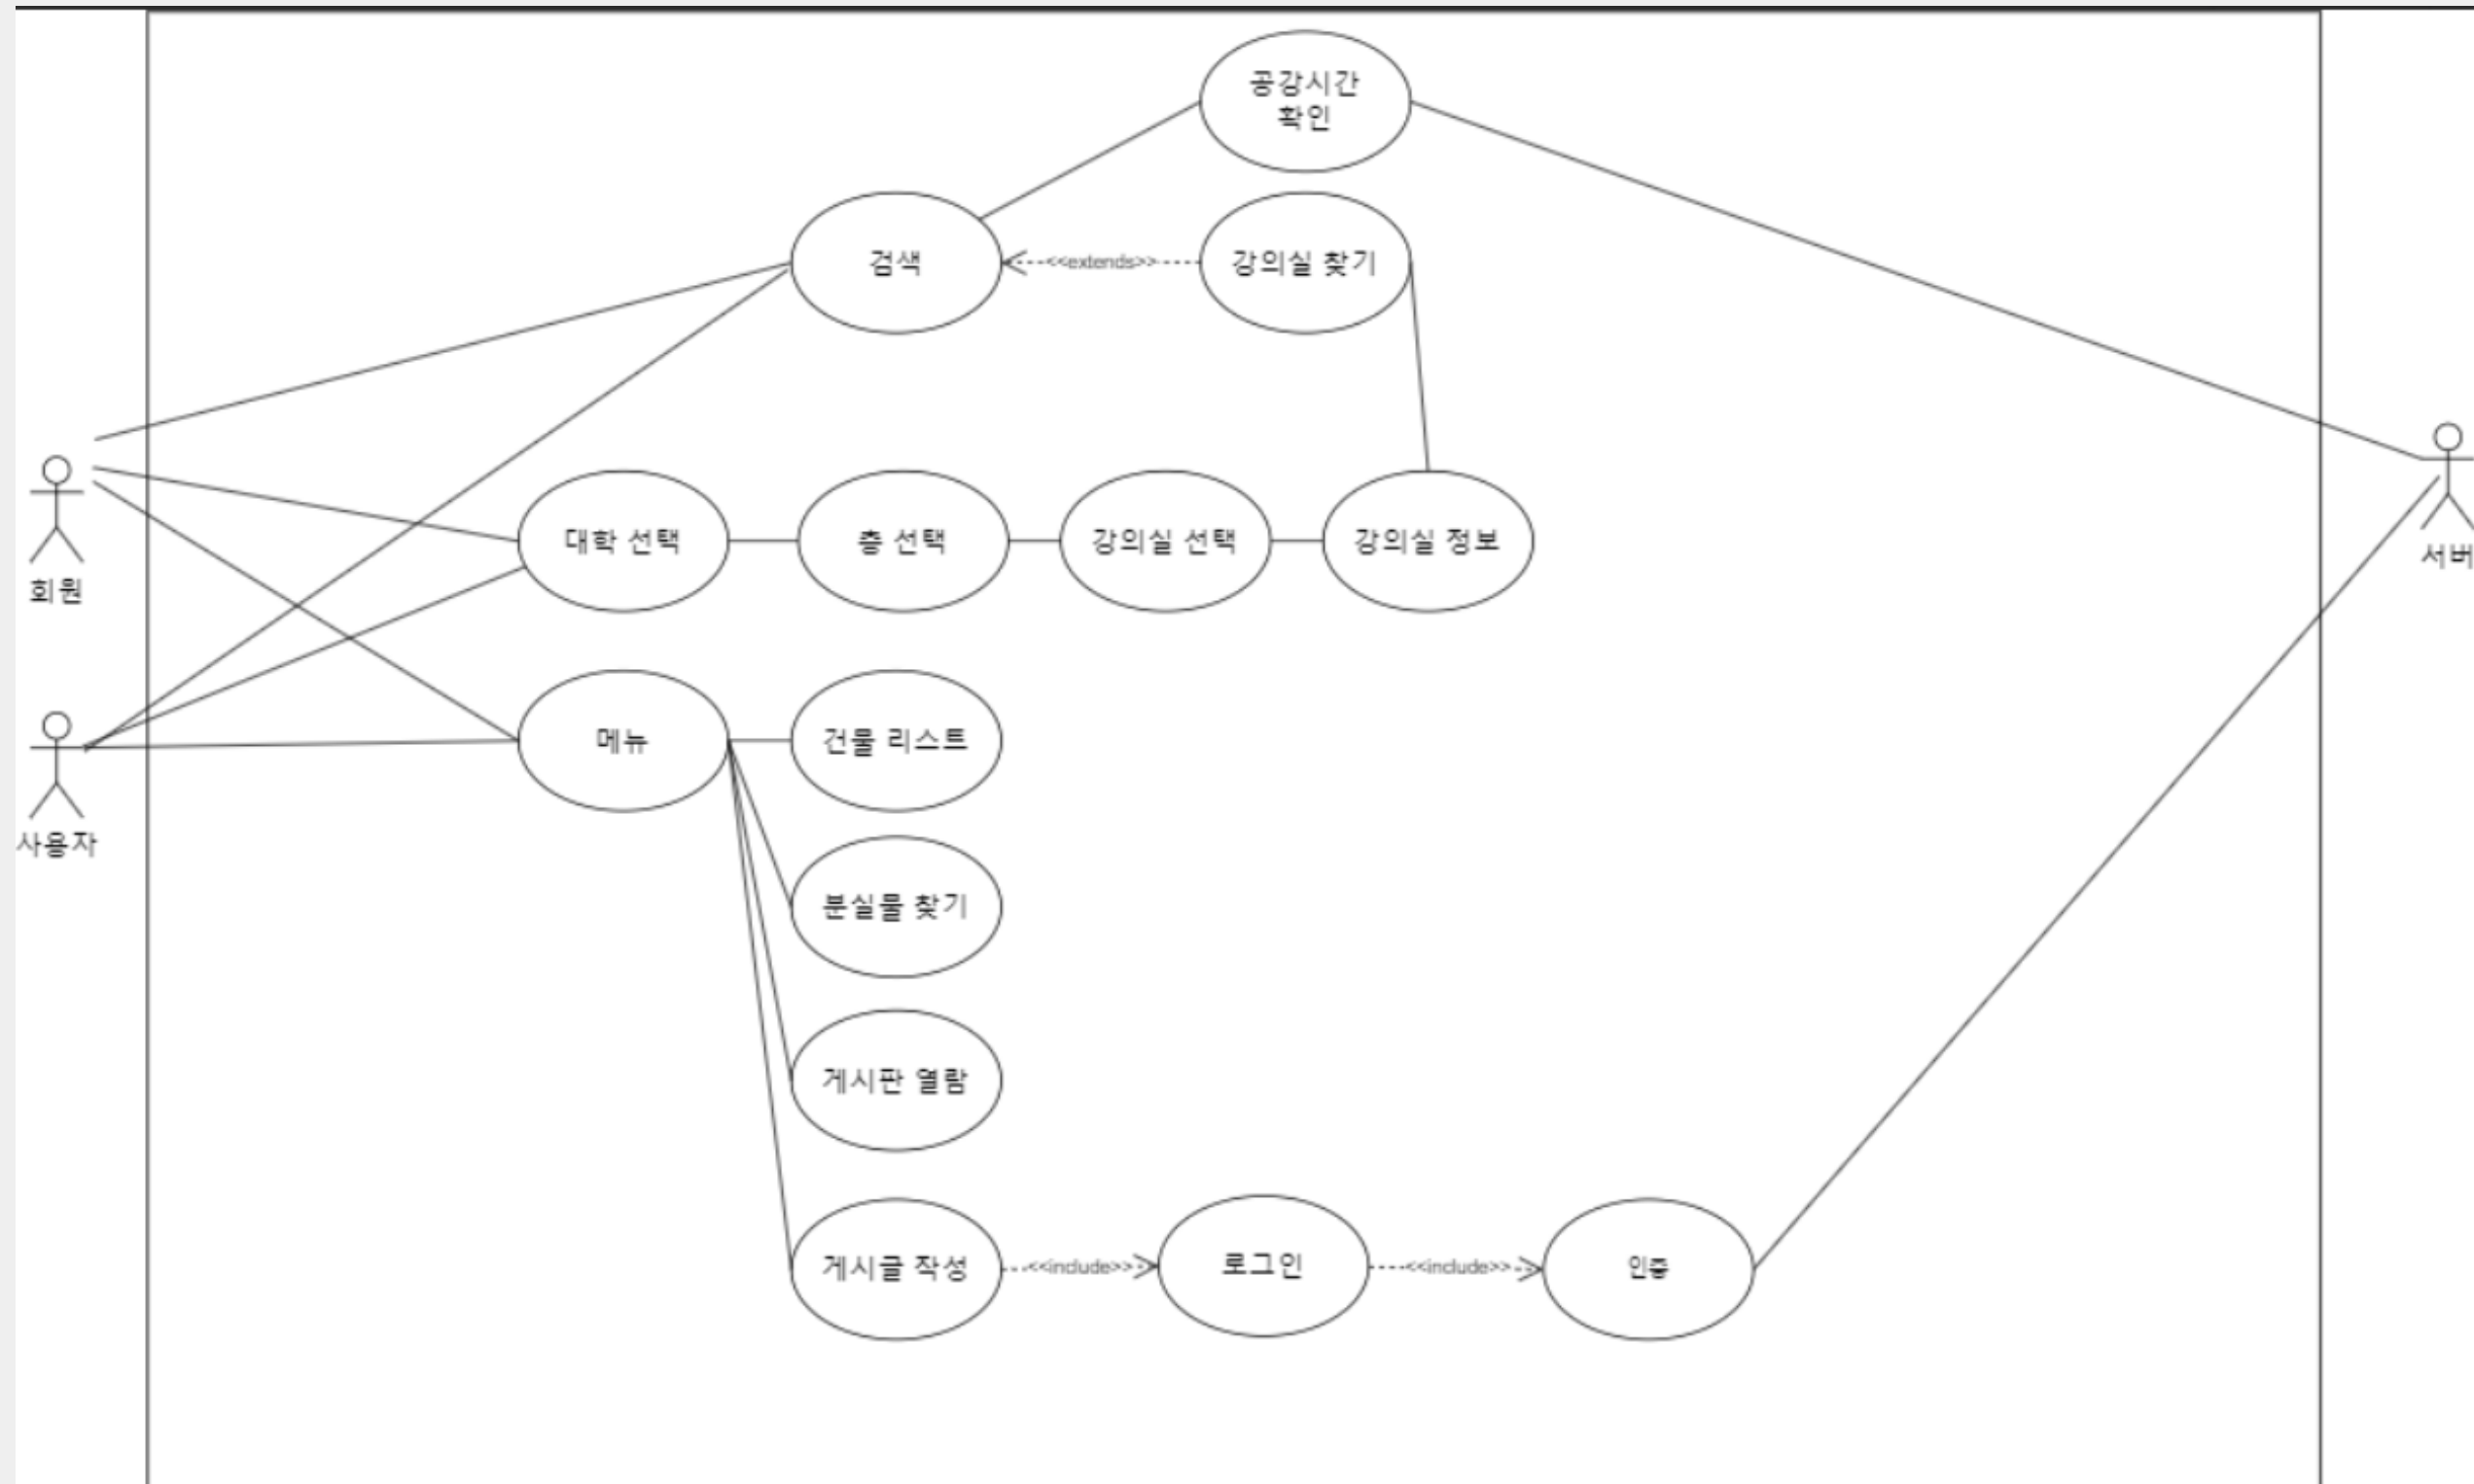 공강시간
확인
검색
<<extends>>
강의실 찾기
대학 선택
층 선택
강의실 선택
강의실 정보
회원
서버
메뉴
건물 리스트
사용자
분실물 찾기
게시판 열람
게시글 작성
<<include>>
로그인
<<include>>
인증